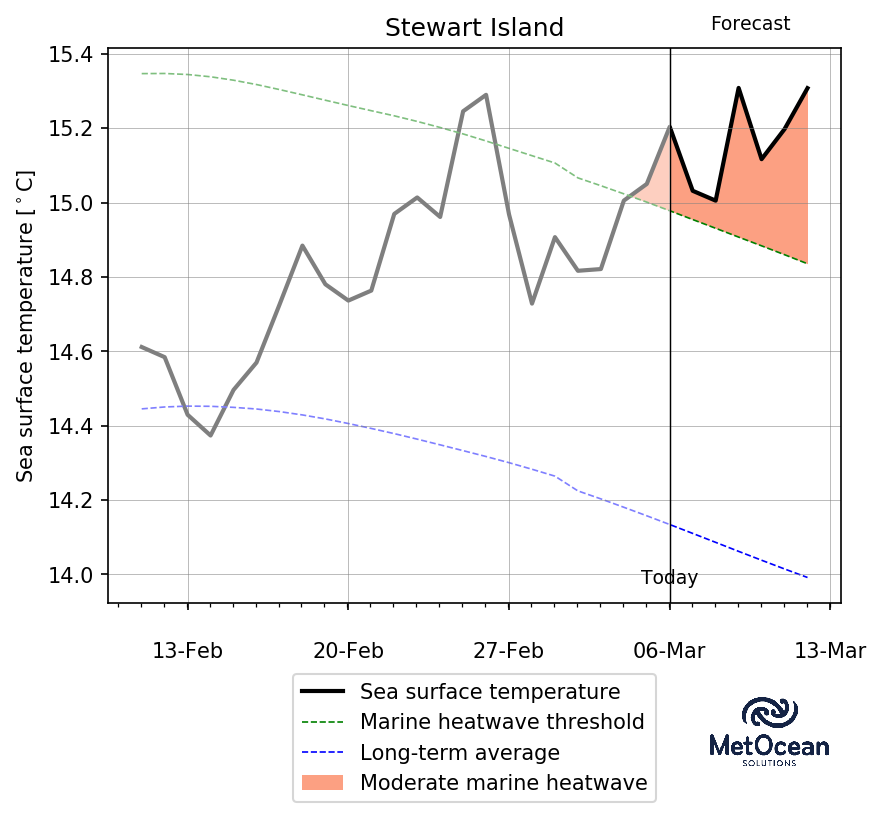 Stewart Island
Forecast
Sea surface temperature [ °C]
15.4
15.2
15.0
14.8
14.6
14.4
14.2
14.0
Today
13-Feb
20-Feb
27-Feb
06-Mar
13-Mar
Sea surface temperature
Marine heatwave threshold
Long-term average
Moderate marine heatwave
MetOcean
SOLUTIONS